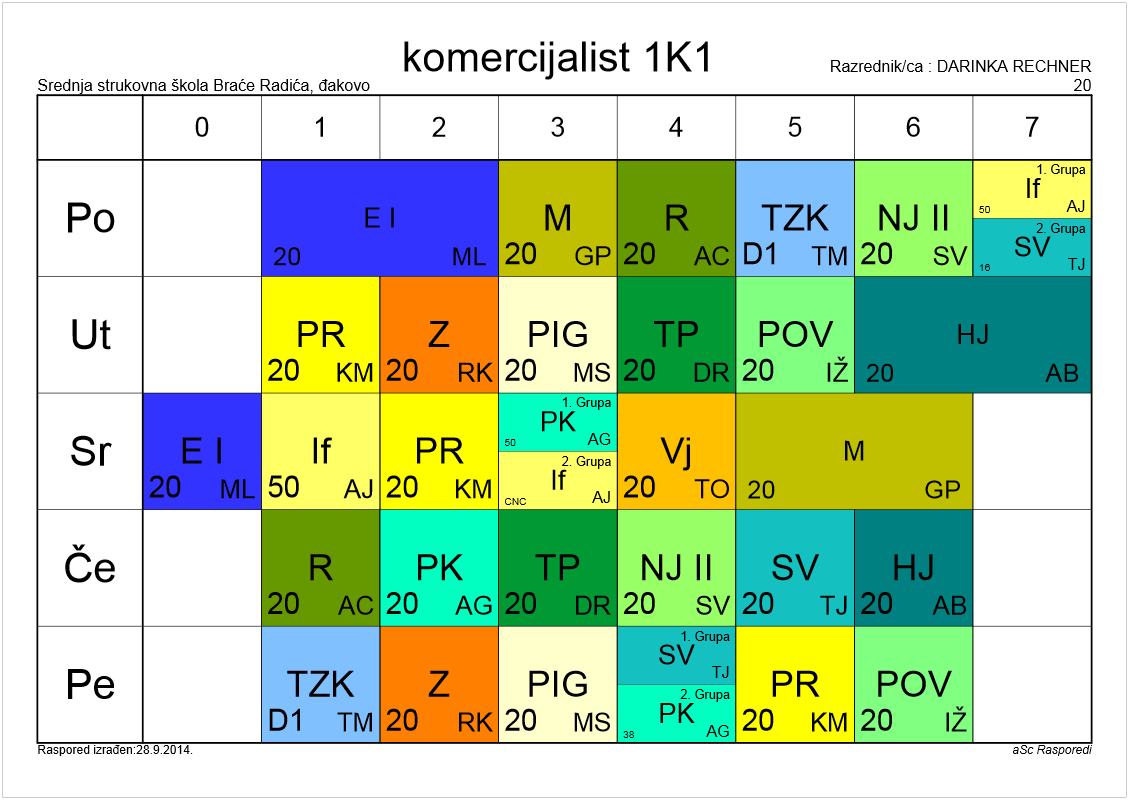 komercijalist 1K1
Razrednik/ca : DARINKA RECHNER
Srednja strukovna škola Braće Radića, đakovo
20
0 1 2 3 4 5 6 7
Po
E I
20 ML
M
20 GP
R
20 AC
TZK
D1 TM
NJ II
20 SV
1. Grupa
If
50 AJ
2. Grupa
SV
16 TJ
Ut
PR
20 KM
Z
20 RK
PIG
20 MS
TP
20 DR
POV
20 IŽ
HJ
20 AB
Sr
E I
20 ML
If
50 AJ
PR
20 KM
1. Grupa
PK
50 AG
2. Grupa
If
CNC AJ
Vj
20 TO
M
20 GP
Če
R
20 AC
PK
20 AG
TP
20 DR
NJ II
20 SV
SV
20 TJ
HJ
20 AB
Pe
TZK
D1 TM
Z
20 RK
PIG
20 MS
1. Grupa
SV
TJ
2. Grupa
PK
38 AG
PR
20 KM
POV
20 IŽ
Raspored izrađen:28.9.2014.
aSc Rasporedi